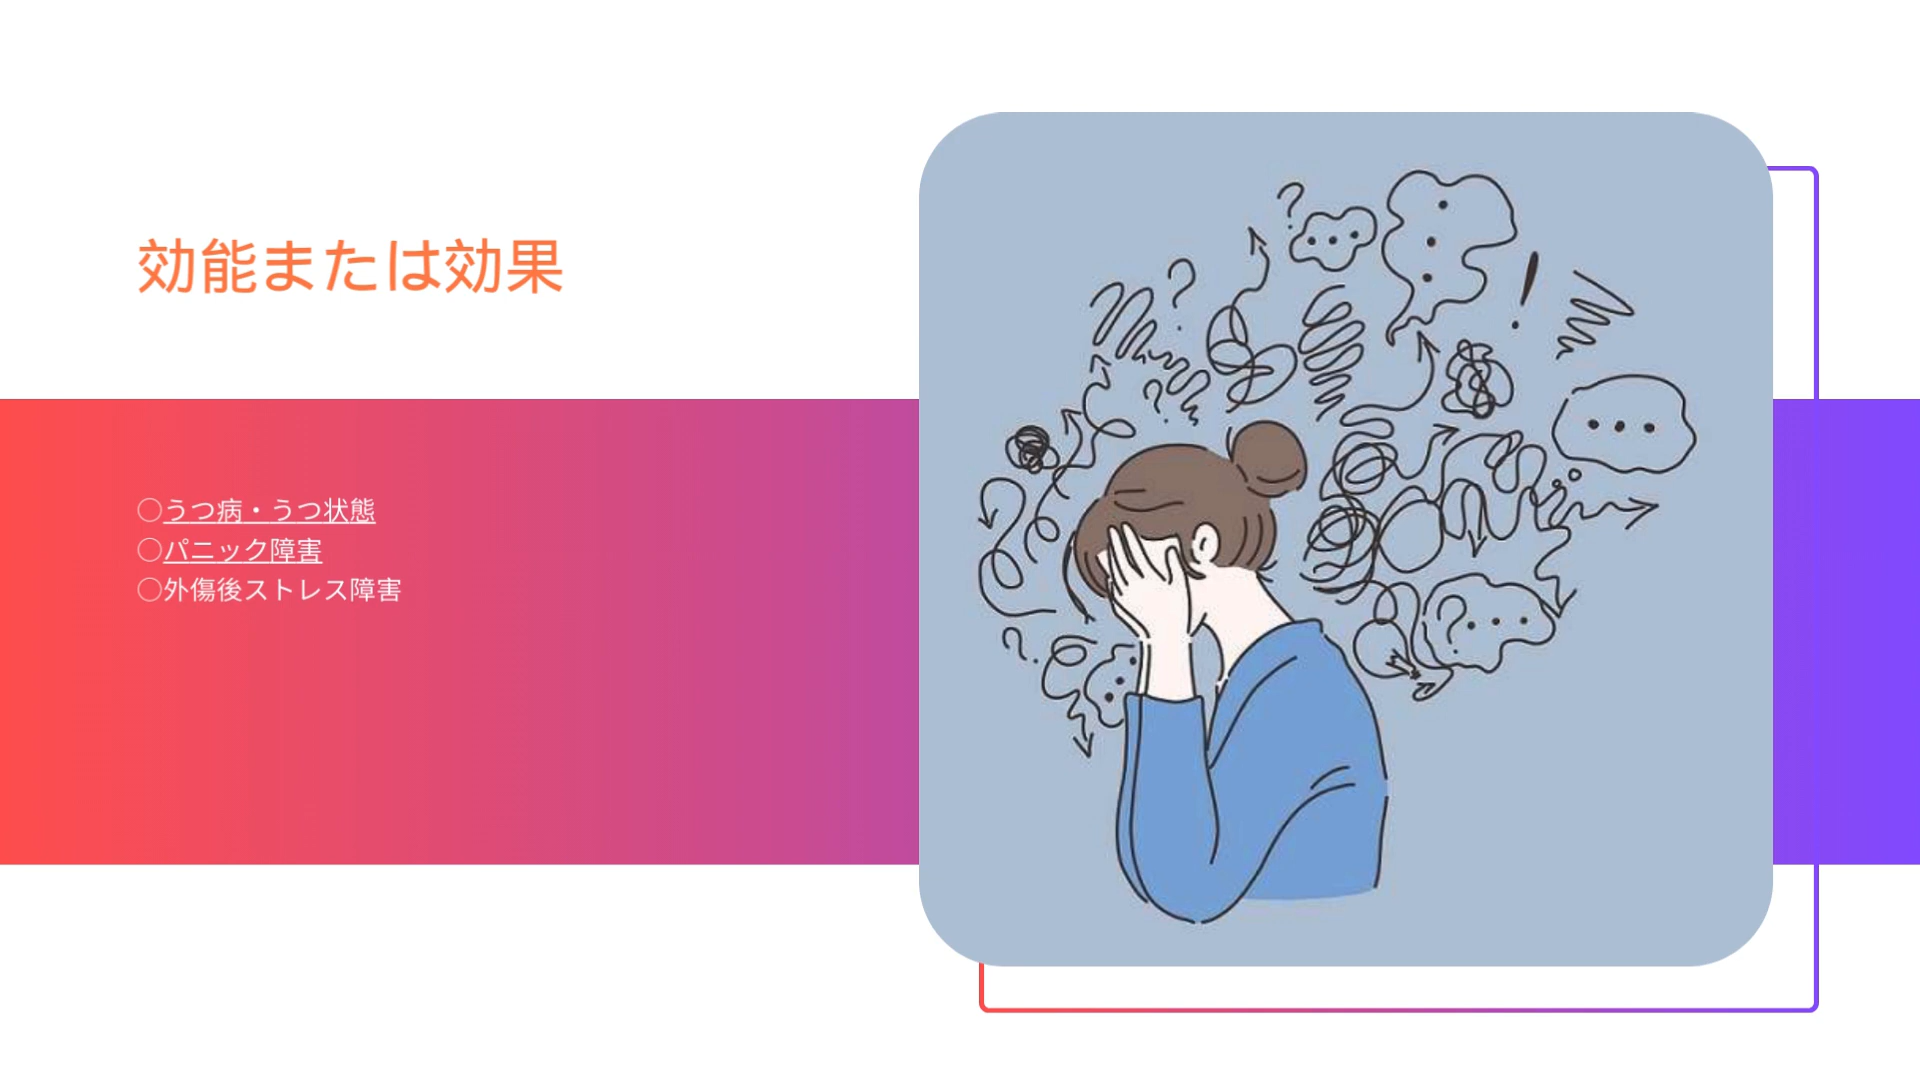 効能または効果
○うつ病・うつ状態
○パニック障害
○外傷後ストレス障害